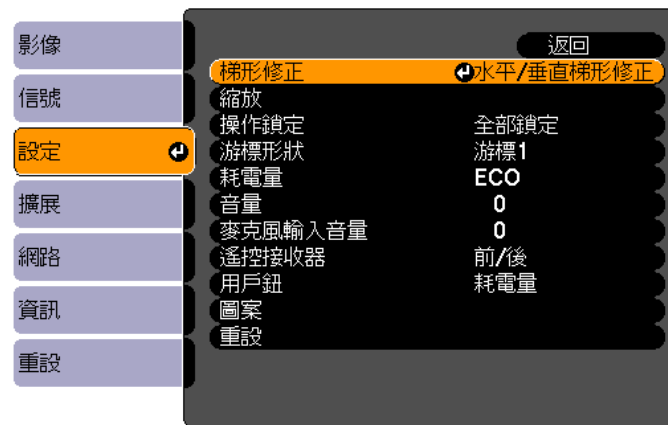 影像
信號
設定
擴展
網路
資訊
重設
返回
梯形修正 水平/垂直梯形修正
縮放
操作鎖定 全部鎖定
游標形狀 游標1
耗電量 ECO
音量 0
麥克風輸入音量 0
遙控接收器 前/後
用戶鈕 耗電量
圖案
重設